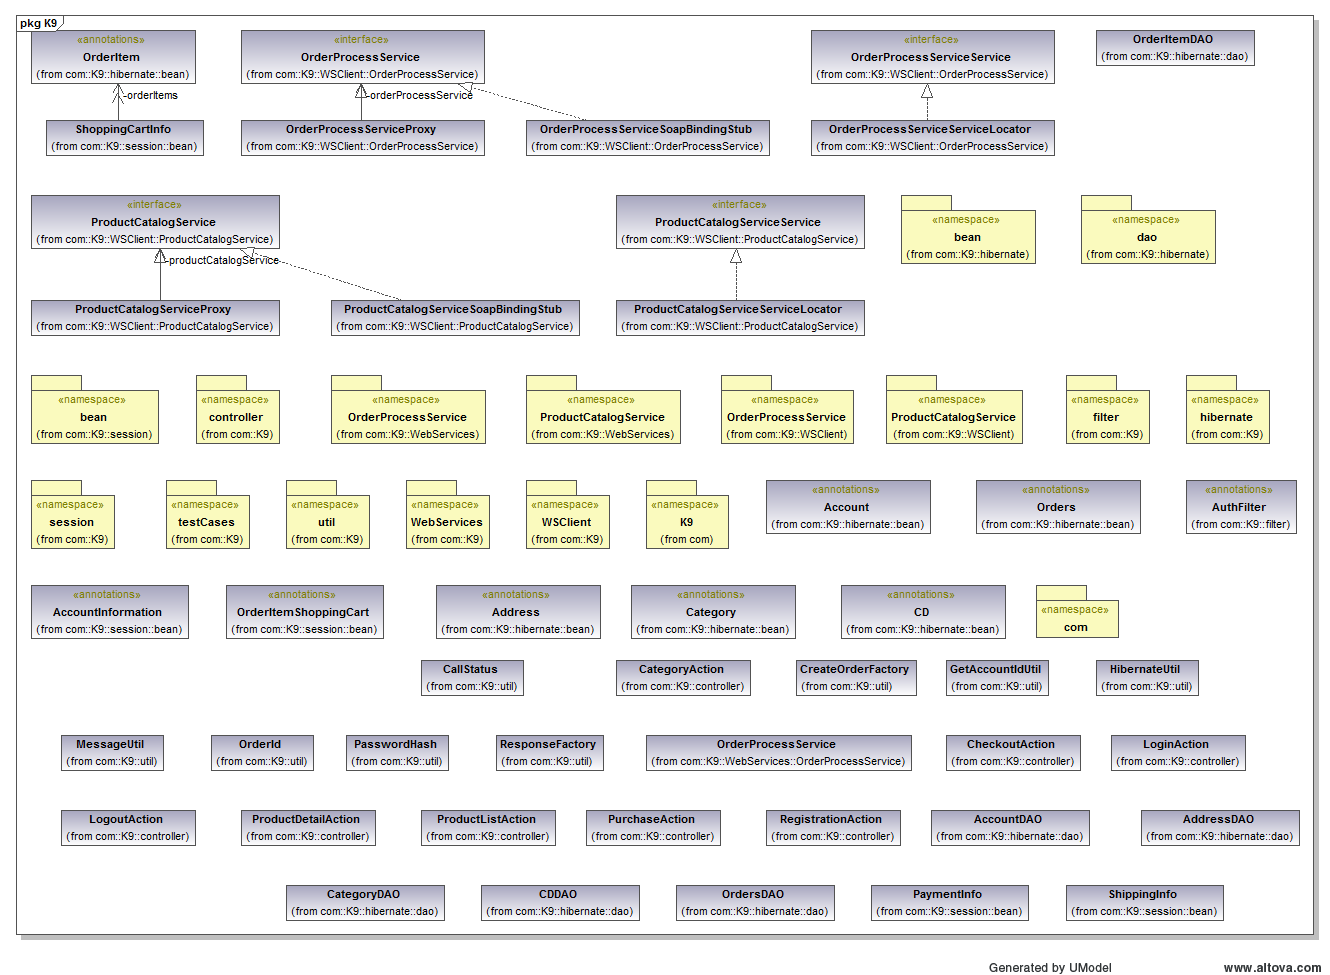 pkg K9
«annotations»
OrderItem
(from com::K9::hibernate::bean)
«interface»
OrderProcessService
(from com::K9::WSClient::OrderProcessService)
«interface»
OrderProcessServiceService
(from com::K9::WSClient::OrderProcessService)
OrderItemDAO
(from com::K9::hibernate::dao)
-orderItems
-orderProcessService
ShoppingCartInfo
(from com::K9::session::bean)
OrderProcessServiceProxy
(from com::K9::WSClient::OrderProcessService)
OrderProcessServiceSoapBindingStub
(from com::K9::WSClient::OrderProcessService)
OrderProcessServiceServiceLocator
(from com::K9::WSClient::OrderProcessService)
«interface»
ProductCatalogService
(from com::K9::WSClient::ProductCatalogService)
«interface»
ProductCatalogServiceService
(from com::K9::WSClient::ProductCatalogService)
«namespace»
bean
(from com::K9::hibernate)
«namespace»
dao
(from com::K9::hibernate)
-productCatalogService
ProductCatalogServiceProxy
(from com::K9::WSClient::ProductCatalogService)
ProductCatalogServiceSoapBindingStub
(from com::K9::WSClient::ProductCatalogService)
ProductCatalogServiceServiceLocator
(from com::K9::WSClient::ProductCatalogService)
«namespace»
bean
(from com::K9::session)
«namespace»
controller
(from com::K9)
«namespace»
OrderProcessService
(from com::K9::WebServices)
«namespace»
ProductCatalogService
(from com::K9::WebServices)
«namespace»
OrderProcessService
(from com::K9::WSClient)
«namespace»
ProductCatalogService
(from com::K9::WSClient)
«namespace»
filter
(from com::K9)
«namespace»
hibernate
(from com::K9)
«namespace»
session
(from com::K9)
«namespace»
testCases
(from com::K9)
«namespace»
util
(from com::K9)
«namespace»
WebServices
(from com::K9)
«namespace»
WSClient
(from com::K9)
«namespace»
K9
(from com)
«annotations»
Account
(from com::K9::hibernate::bean)
«annotations»
Orders
(from com::K9::hibernate::bean)
«annotations»
AuthFilter
(from com::K9::filter)
«annotations»
AccountInformation
(from com::K9::session::bean)
«annotations»
OrderItemShoppingCart
(from com::K9::session::bean)
«annotations»
Address
(from com::K9::hibernate::bean)
«annotations»
Category
(from com::K9::hibernate::bean)
«annotations»
CD
(from com::K9::hibernate::bean)
«namespace»
com
CallStatus
(from com::K9::util)
CategoryAction
(from com::K9::controller)
CreateOrderFactory
(from com::K9::util)
GetAccountIdUtil
(from com::K9::util)
HibernateUtil
(from com::K9::util)
MessageUtil
(from com::K9::util)
OrderId
(from com::K9::util)
PasswordHash
(from com::K9::util)
ResponseFactory
(from com::K9::util)
OrderProcessService
(from com::K9::WebServices::OrderProcessService)
CheckoutAction
(from com::K9::controller)
LoginAction
(from com::K9::controller)
LogoutAction
(from com::K9::controller)
ProductDetailAction
(from com::K9::controller)
ProductListAction
(from com::K9::controller)
PurchaseAction
(from com::K9::controller)
RegistrationAction
(from com::K9::controller)
AccountDAO
(from com::K9::hibernate::dao)
AddressDAO
(from com::K9::hibernate::dao)
CategoryDAO
(from com::K9::hibernate::dao)
CDDAO
(from com::K9::hibernate::dao)
OrdersDAO
(from com::K9::hibernate::dao)
PaymentInfo
(from com::K9::session::bean)
ShippingInfo
(from com::K9::session::bean)
Generated by UModel
www.altova.com